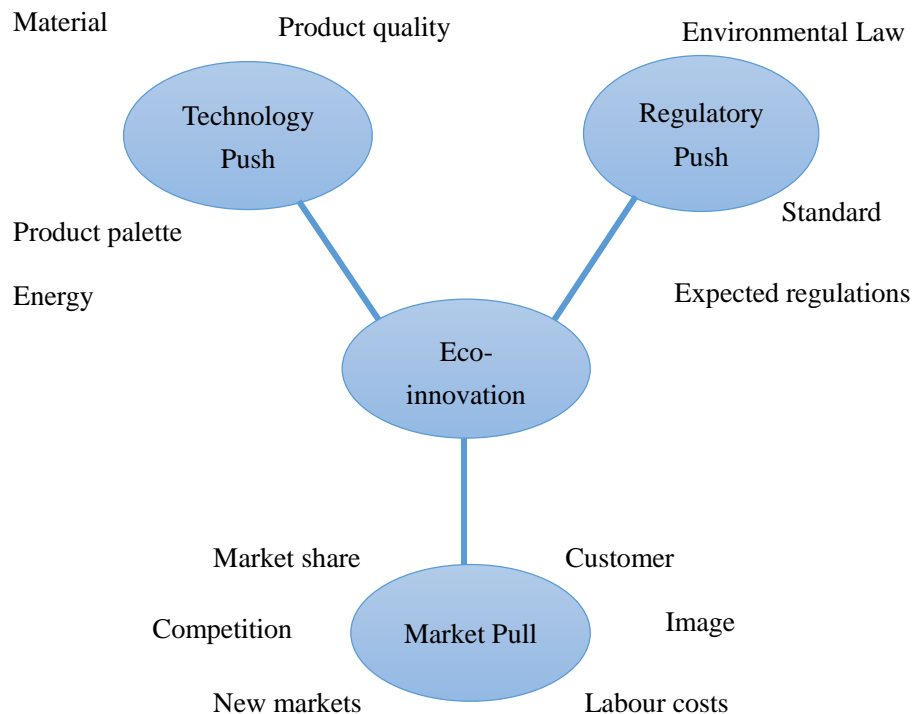 Material
Product quality
Environmental Law
Technology
Push
Regulatory
Push
Standard
Product palette
Energy
Expected regulations
Eco-
innovation
Market share
Customer
Competition
Market Pull
Image
New markets
Labour costs